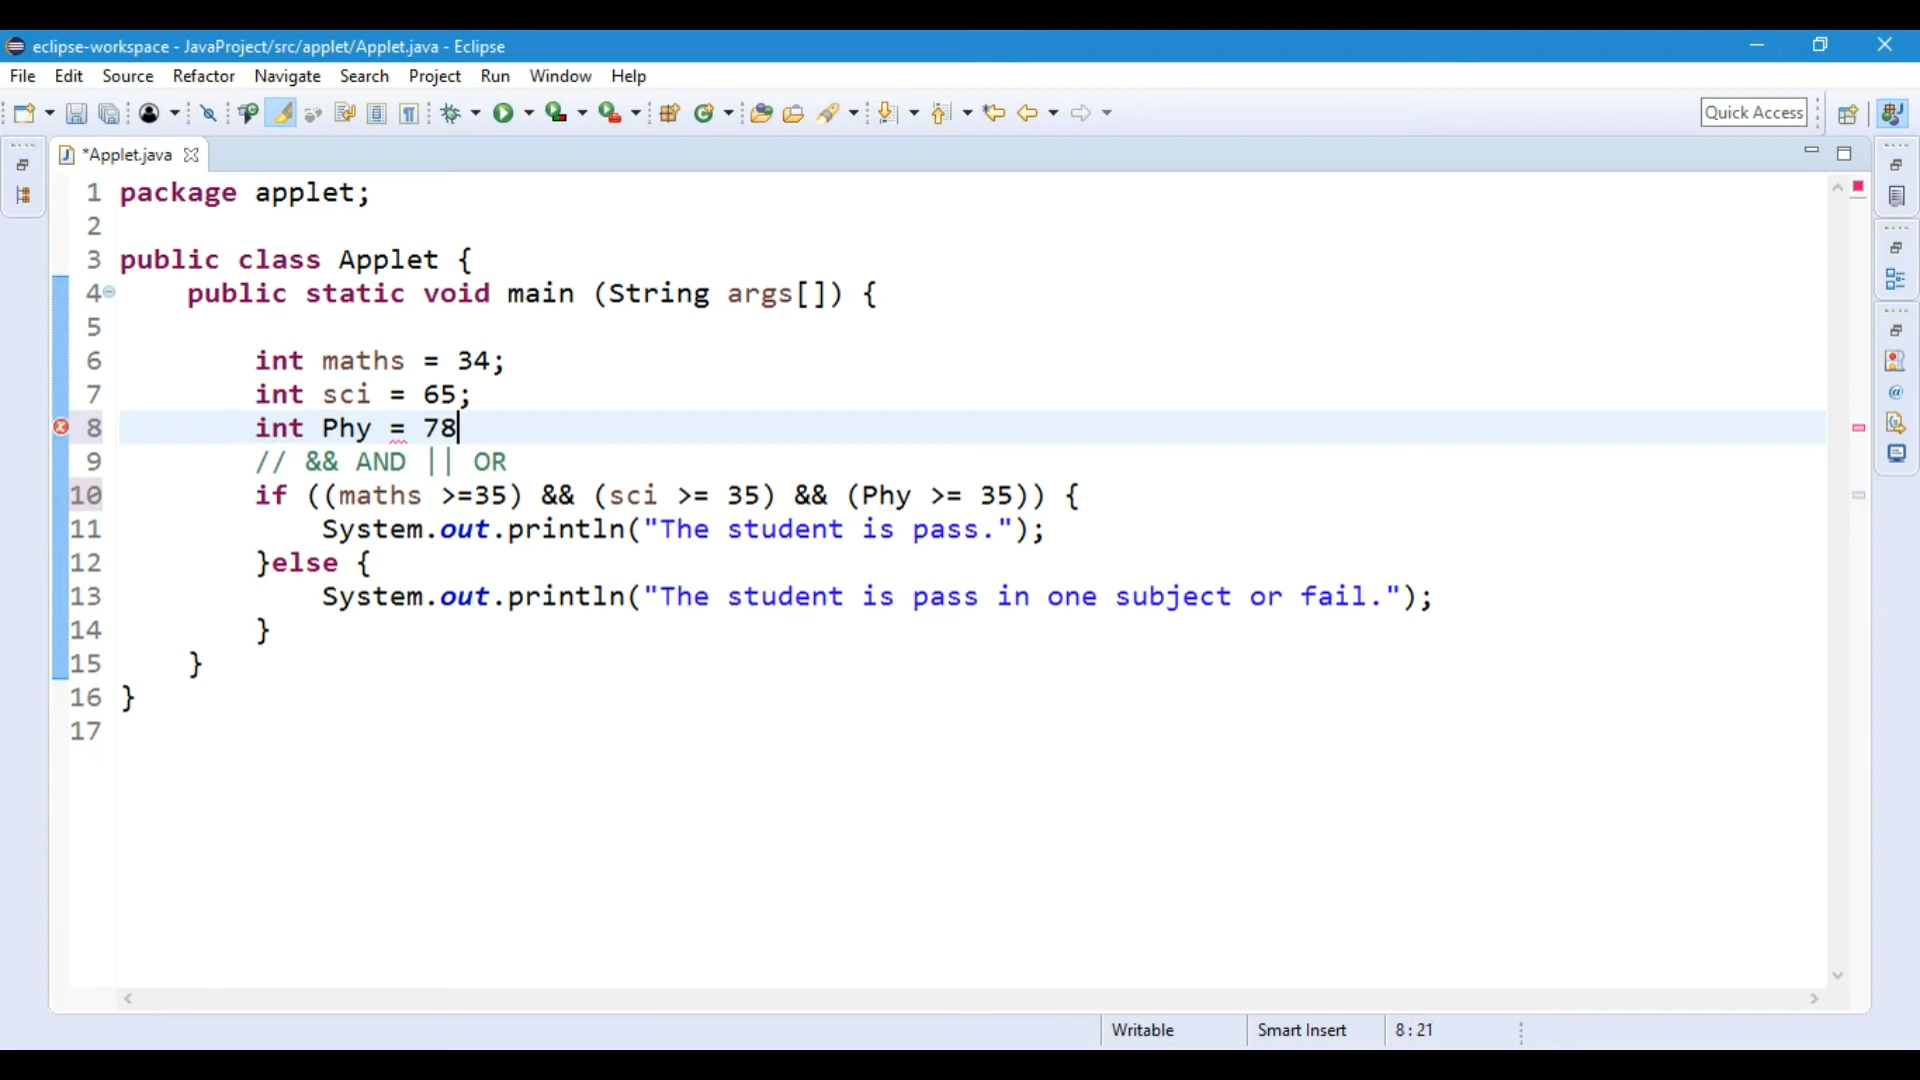 eclipse-workspace - JavaProject/src/applet/Applet.java - Eclipse
File Edit Source Refactor Navigate Search Project Run Window Help
Quick Access
*Applet.java
1 package applet;
2
3 public class Applet {
4 public static void main (String args[]) {
5
6 int maths = 34;
7 int sci = 65;
8 int Phy = 78
9 // && AND || OR
10 if ((maths >=35) && (sci >= 35) && (Phy >= 35)) {
11 System.out.println("The student is pass.");
12 }else {
13 System.out.println("The student is pass in one subject or fail.");
14 }
15 }
16 }
17
Writable Smart Insert 8 : 21